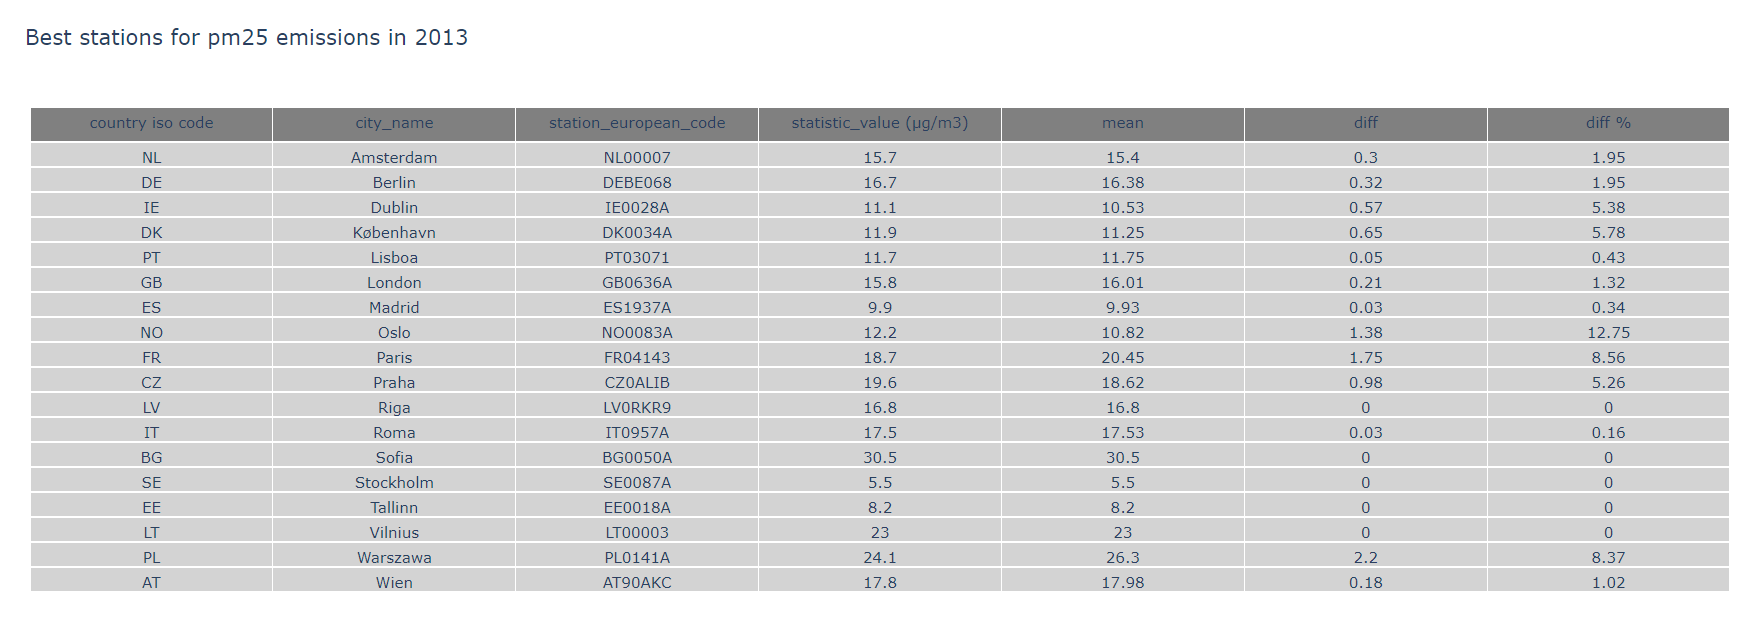 Best stations for pm25 emissions in 2013
country iso code city_name station_european_code statistic_value (µg/m3) mean diff diff %
NL Amsterdam NL00007 15.7 15.4 0.3 1.95
DE Berlin DEBE068 16.7 16.38 0.32 1.95
IE Dublin IE0028A 11.1 10.53 0.57 5.38
DK København DK0034A 11.9 11.25 0.65 5.78
PT Lisboa PT03071 11.7 11.75 0.05 0.43
GB London GB0636A 15.8 16.01 0.21 1.32
ES Madrid ES1937A 9.9 9.93 0.03 0.34
NO Oslo NO0083A 12.2 10.82 1.38 12.75
FR Paris FR04143 18.7 20.45 1.75 8.56
CZ Praha CZ0ALIB 19.6 18.62 0.98 5.26
LV Riga LV0RKR9 16.8 16.8 0 0
IT Roma IT0957A 17.5 17.53 0.03 0.16
BG Sofia BG0050A 30.5 30.5 0 0
SE Stockholm SE0087A 5.5 5.5 0 0
EE Tallinn EE0018A 8.2 8.2 0 0
LT Vilnius LT00003 23 23 0 0
PL Warszawa PL0141A 24.1 26.3 2.2 8.37
AT Wien AT90AKC 17.8 17.98 0.18 1.02